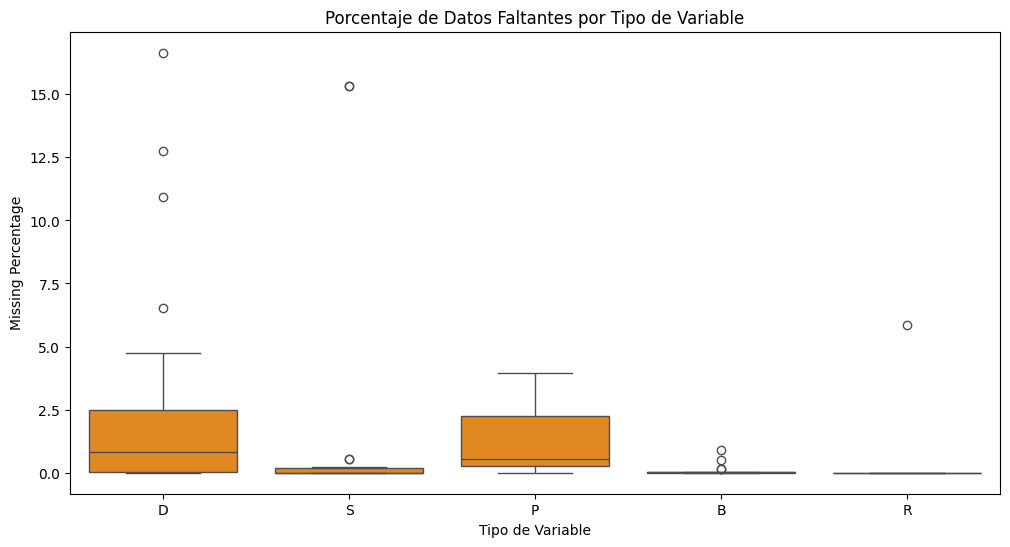 Porcentaje de Datos Faltantes por Tipo de Variable
Missing Percentage
15.0
12.5
10.0
7.5
5.0
2.5
0.0
D S P B R
Tipo de Variable